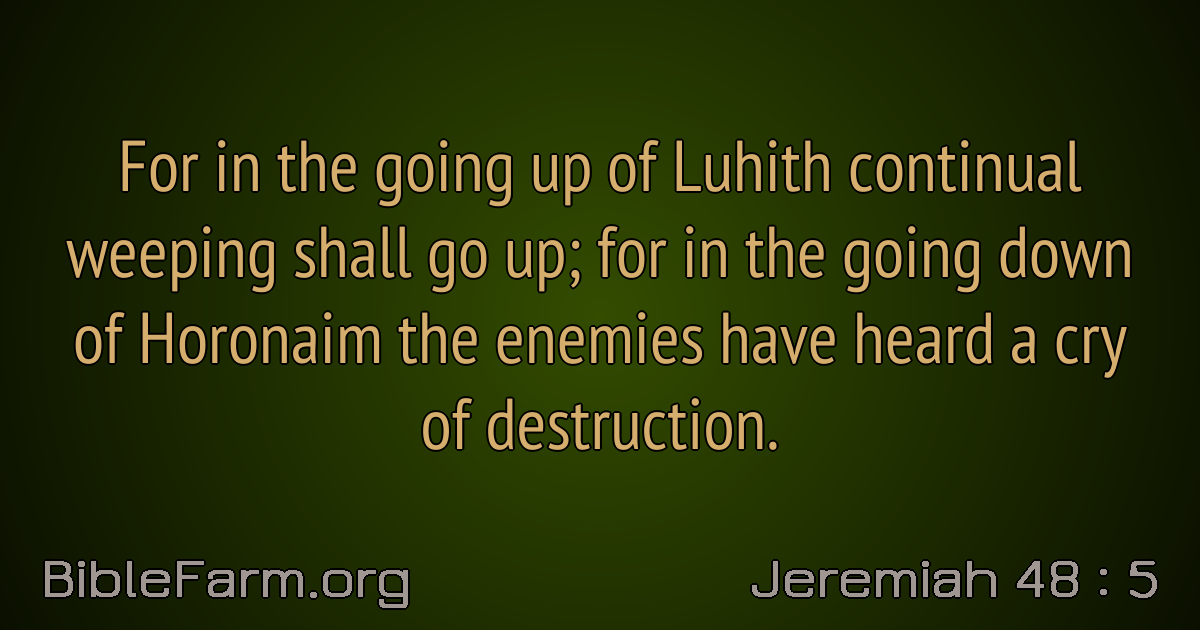 For in the going up of Luhith continual
weeping shall go up; for in the going down
of Horonaim the enemies have heard a cry
of destruction.
BibleFarm.org
Jeremiah 48 : 5